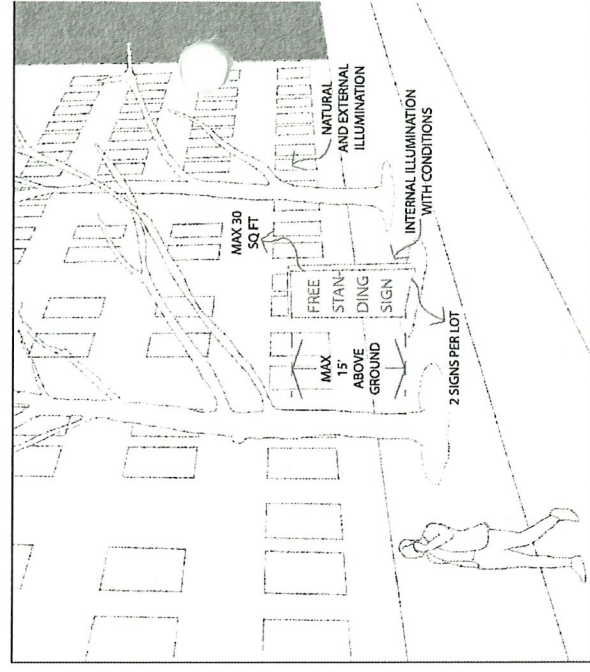 NATURAL
AND EXTERNAL
ILLUMINATION
MAX 30
SQ FT
FREE
STAN-
DING
SIGN
MAX
15'
ABOVE
GROUND
INTERNAL ILLUMINATION
WITH CONDITIONS
2 SIGNS PER LOT